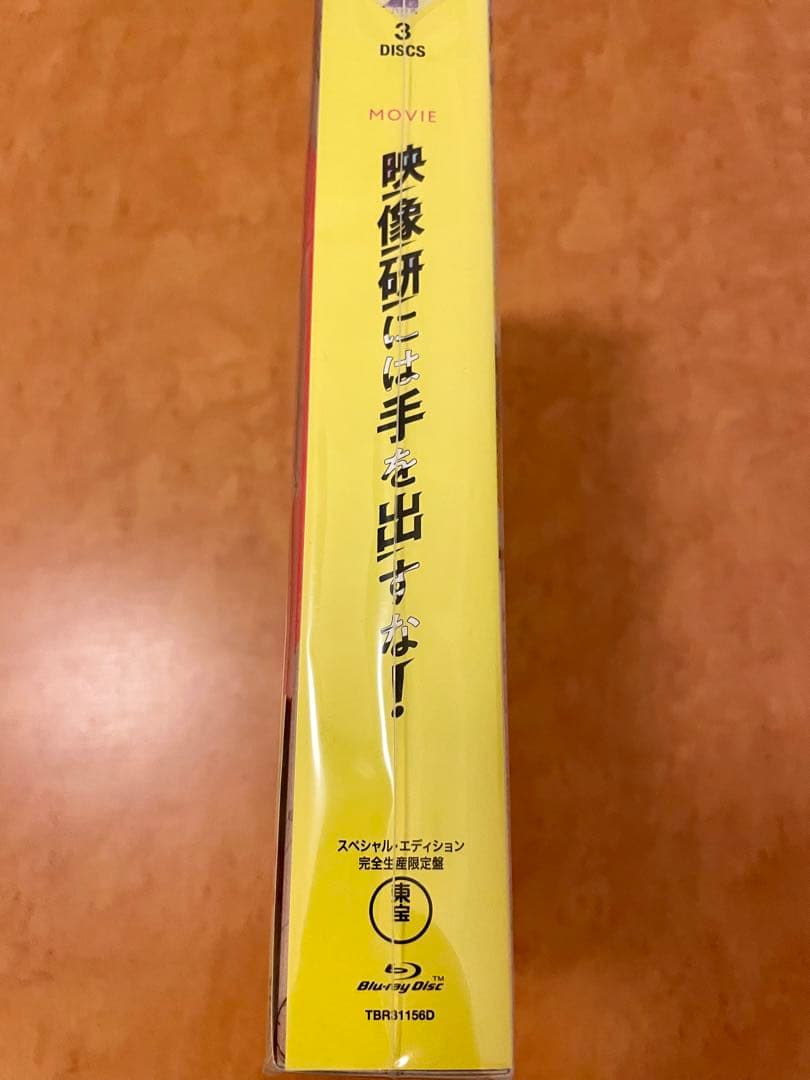 3
DISCS
MOVIE
映像研には手を出すな!
スペシャル・エディション
完全生産限定盤
東宝
Blu-ray Disc™
TBR31156D